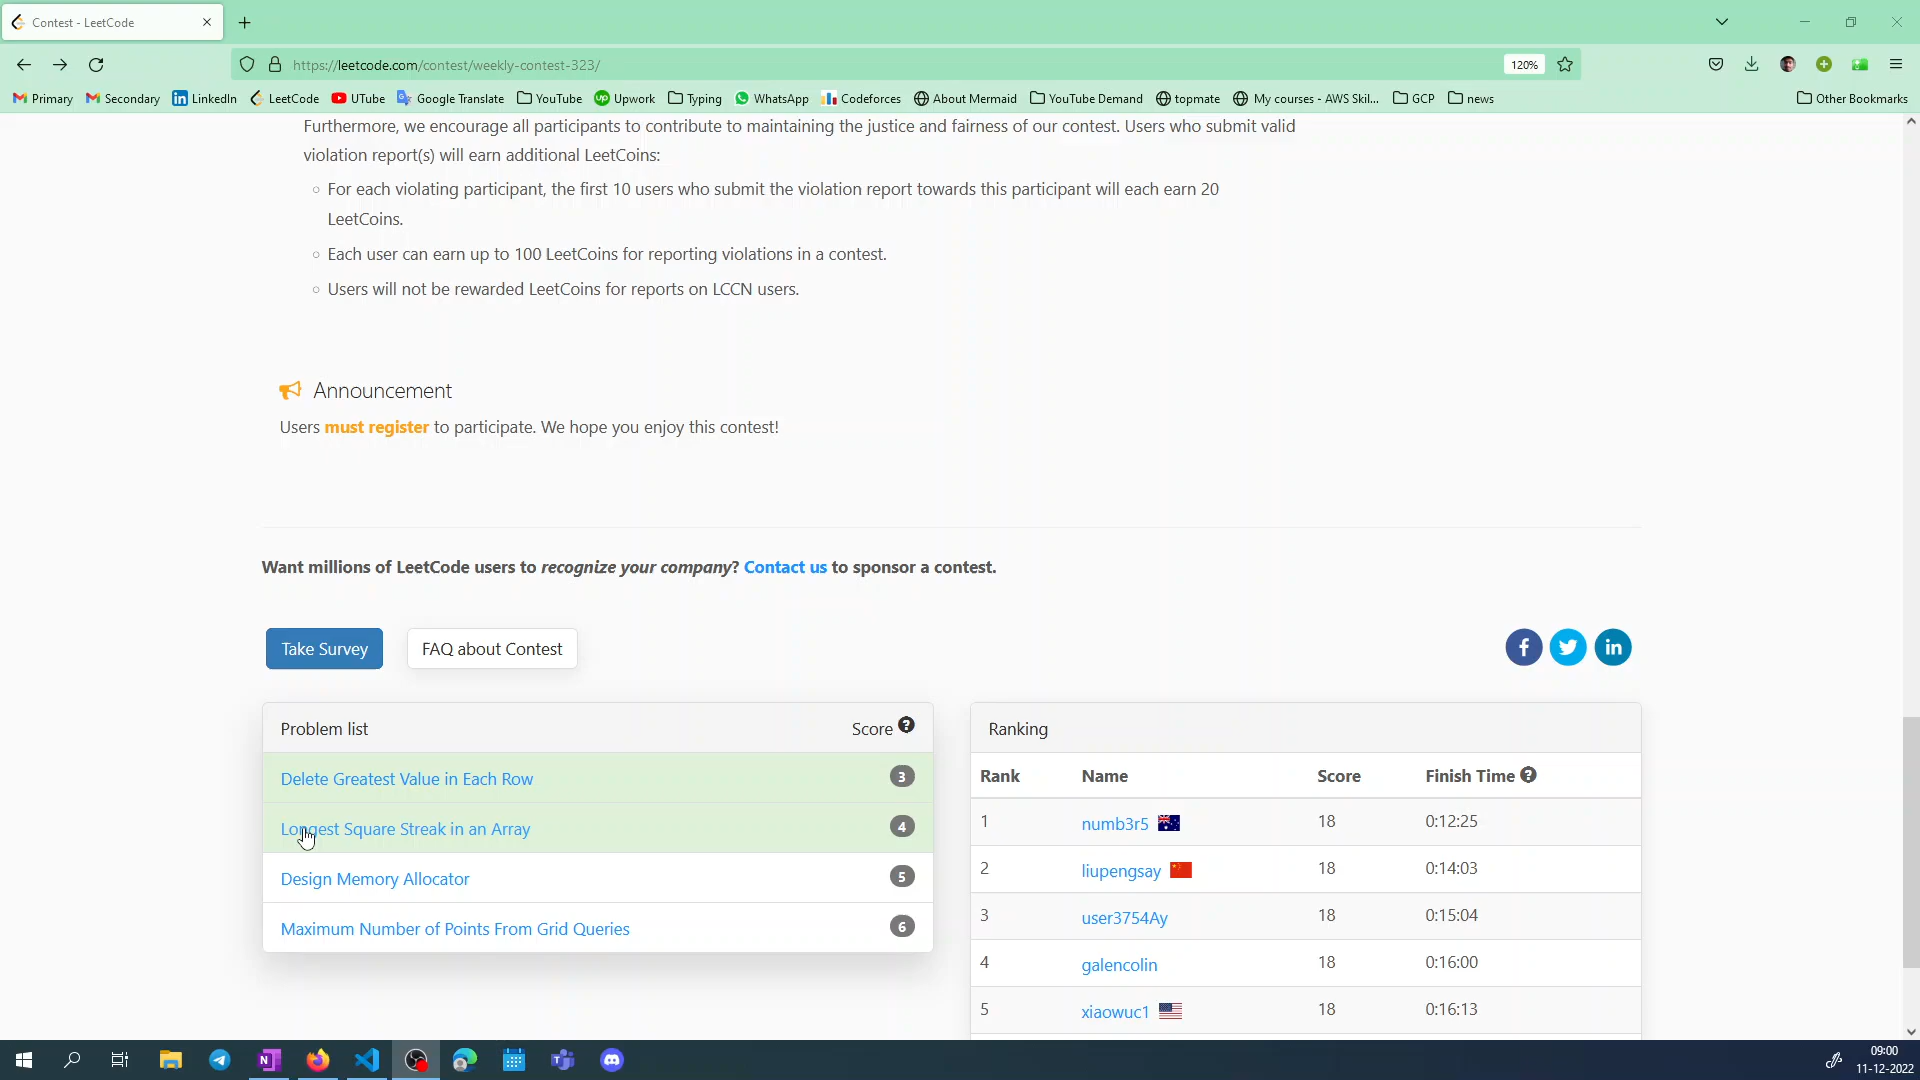 Contest - LeetCode
https://leetcode.com/contest/weekly-contest-323/
120%
Primary Secondary LinkedIn LeetCode UTube Google Translate YouTube Upwork Typing WhatsApp Codeforces About Mermaid YouTube Demand topmate My courses - AWS Skil... GCP news Other Bookmarks
Furthermore, we encourage all participants to contribute to maintaining the justice and fairness of our contest. Users who submit valid
violation report(s) will earn additional LeetCoins:
For each violating participant, the first 10 users who submit the violation report towards this participant will each earn 20
LeetCoins.
Each user can earn up to 100 LeetCoins for reporting violations in a contest.
Users will not be rewarded LeetCoins for reports on LCCN users.
Announcement
Users must register to participate. We hope you enjoy this contest!
Want millions of LeetCode users to recognize your company? Contact us to sponsor a contest.
Take Survey FAQ about Contest
Problem list Score
Delete Greatest Value in Each Row 3
Longest Square Streak in an Array 4
Design Memory Allocator 5
Maximum Number of Points From Grid Queries 6
Ranking
Rank Name Score Finish Time
1 numb3r5 18 0:12:25
2 liupengsay 18 0:14:03
3 user3754Ay 18 0:15:04
4 galencolin 18 0:16:00
5 xiaowuc1 18 0:16:13
09:00
11-12-2022